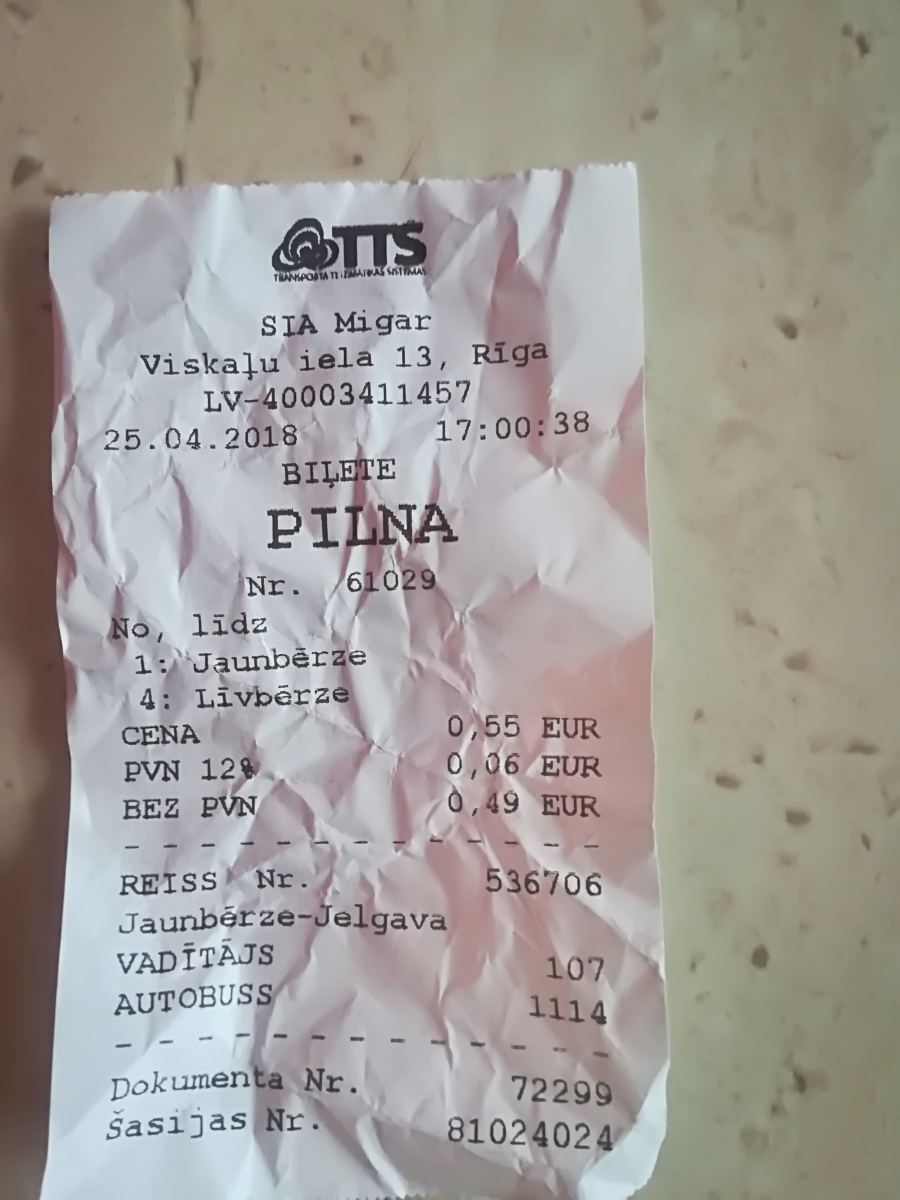 TTS
TRANSPORTA TEHZINĀTŅISKAS SISTĒMAS
SIA Migar
Viskaļu iela 13, Rīga
LV-40003411457
25.04.2018 17:00:38
BIĻETE
PILNA
Nr. 61029
No, līdz
1: Jaunbērze
4: Līvbērze
CENA 0,55 EUR
PVN 12% 0,06 EUR
BEZ PVN 0,49 EUR
- - - - - - - - - - - - -
REISS Nr. 536706
Jaunbērze-Jelgava
VADĪTĀJS 107
AUTOBUSS 1114
- - - - - - - - - - - - -
Dokumenta Nr. 72299
Šasijas Nr. 81024024